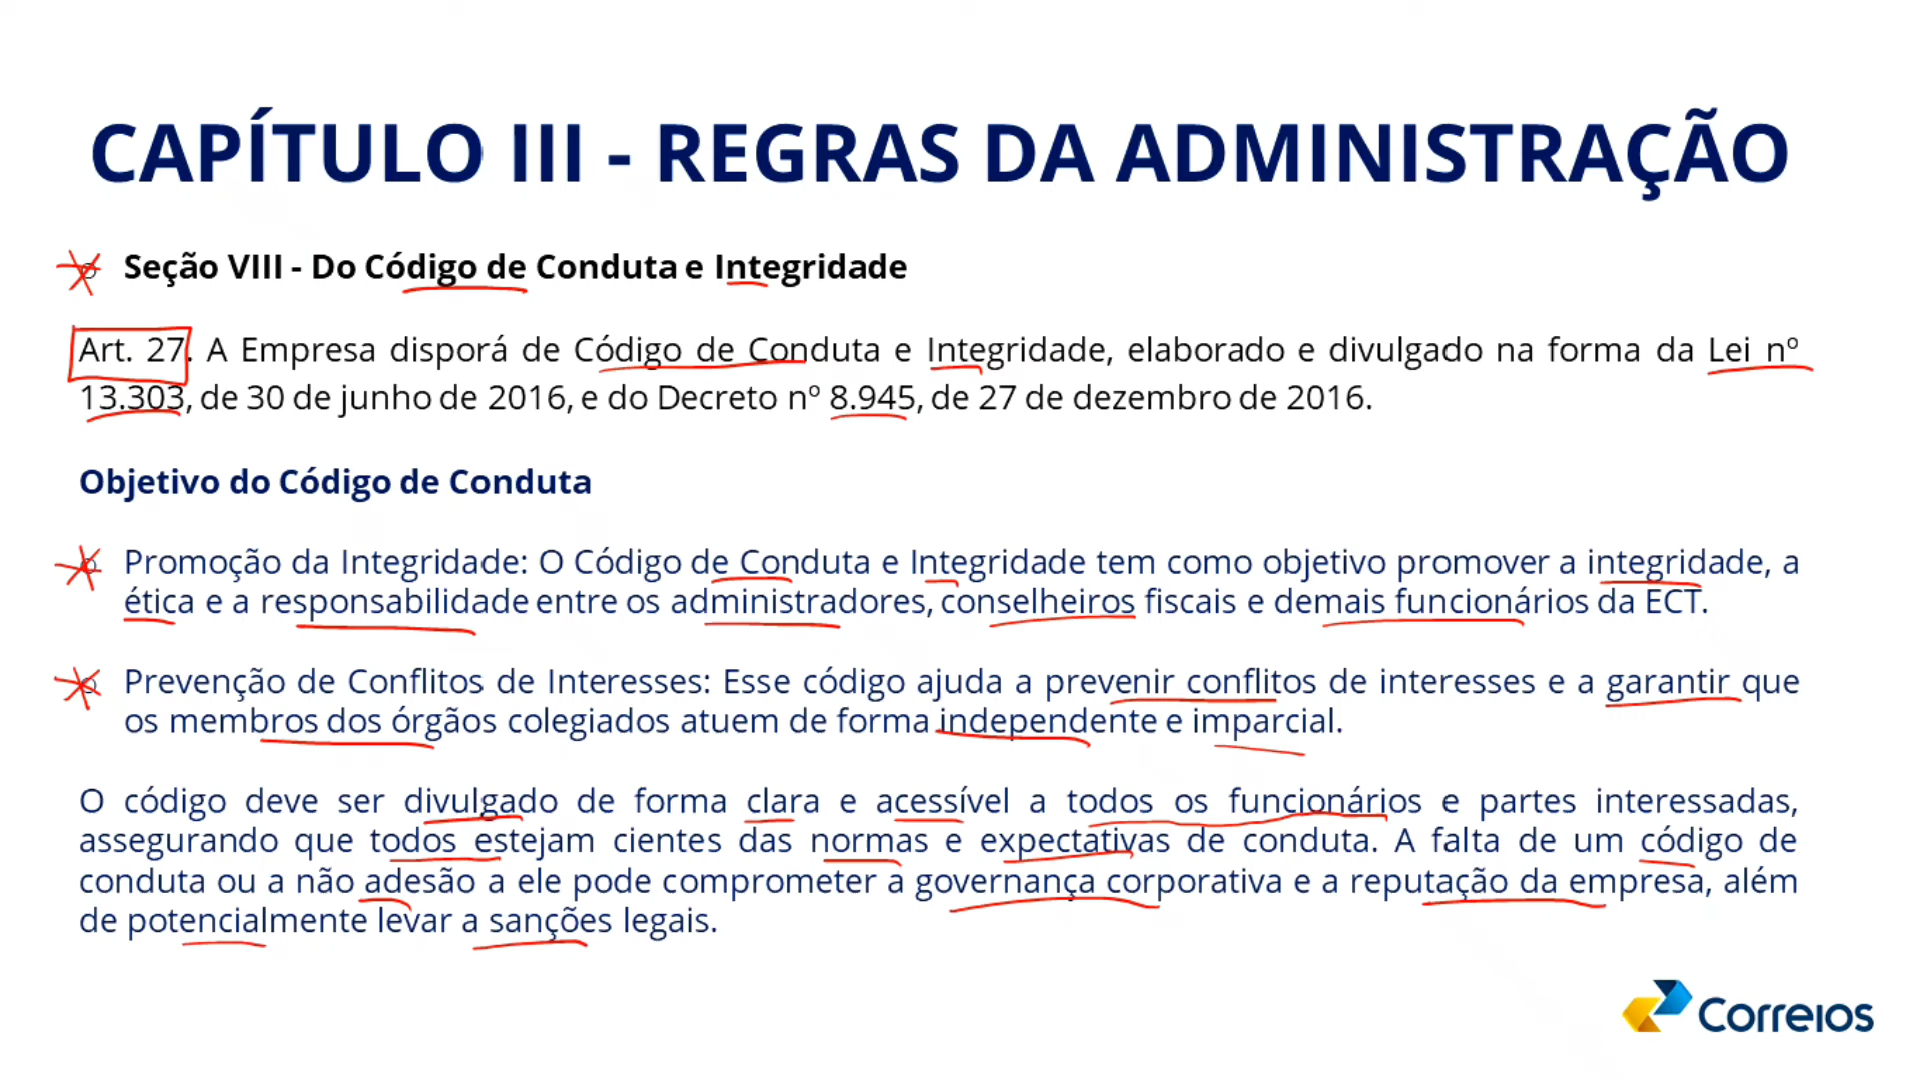 CAPÍTULO III - REGRAS DA ADMINISTRAÇÃO
Seção VIII - Do Código de Conduta e Integridade
Art. 27. A Empresa disporá de Código de Conduta e Integridade, elaborado e divulgado na forma da Lei nº
13.303, de 30 de junho de 2016, e do Decreto nº 8.945, de 27 de dezembro de 2016.
Objetivo do Código de Conduta
Promoção da Integridade: O Código de Conduta e Integridade tem como objetivo promover a integridade, a
ética e a responsabilidade entre os administradores, conselheiros fiscais e demais funcionários da ECT.
Prevenção de Conflitos de Interesses: Esse código ajuda a prevenir conflitos de interesses e a garantir que
os membros dos órgãos colegiados atuem de forma independente e imparcial.
O código deve ser divulgado de forma clara e acessível a todos os funcionários e partes interessadas,
assegurando que todos estejam cientes das normas e expectativas de conduta. A falta de um código de
conduta ou a não adesão a ele pode comprometer a governança corporativa e a reputação da empresa, além
de potencialmente levar a sanções legais.
Correios